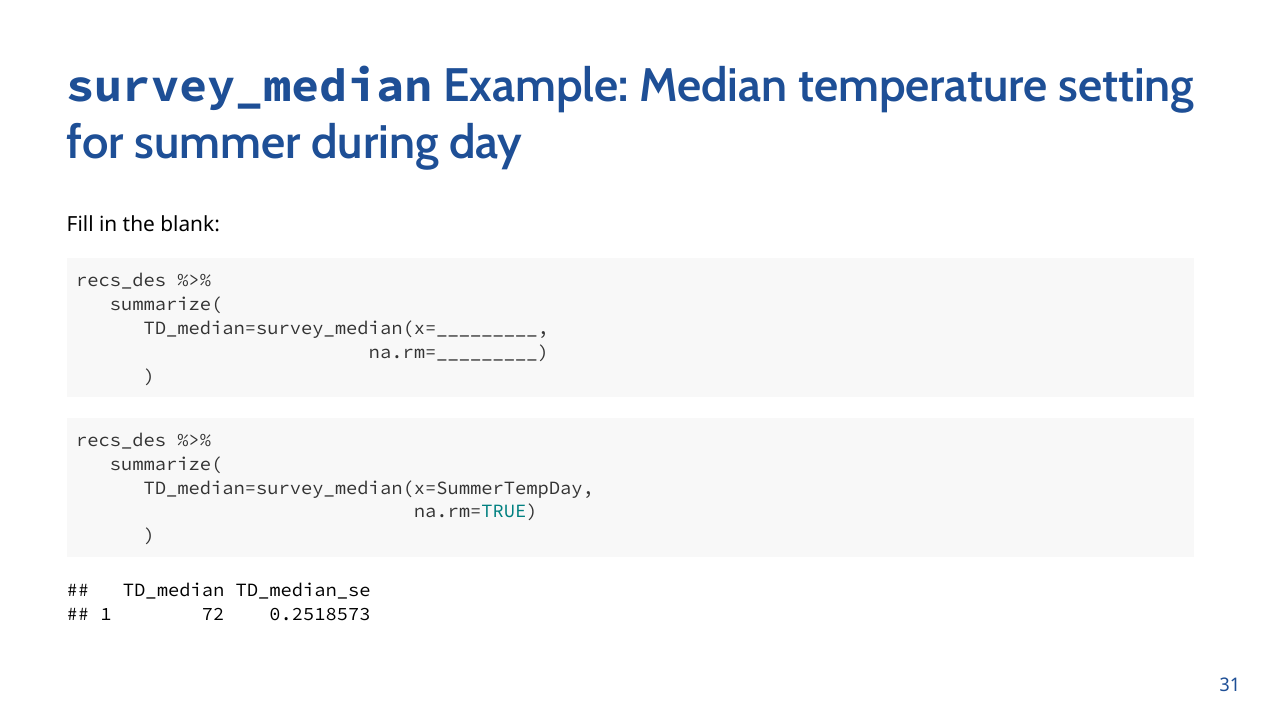 survey_median Example: Median temperature setting
for summer during day
Fill in the blank:
recs_des %>%
   summarize(
      TD_median=survey_median(x=_________,
                          na.rm=_________)
      )
recs_des %>%
   summarize(
      TD_median=survey_median(x=SummerTempDay,
                              na.rm=TRUE)
      )
##   TD_median TD_median_se
## 1        72    0.2518573
31